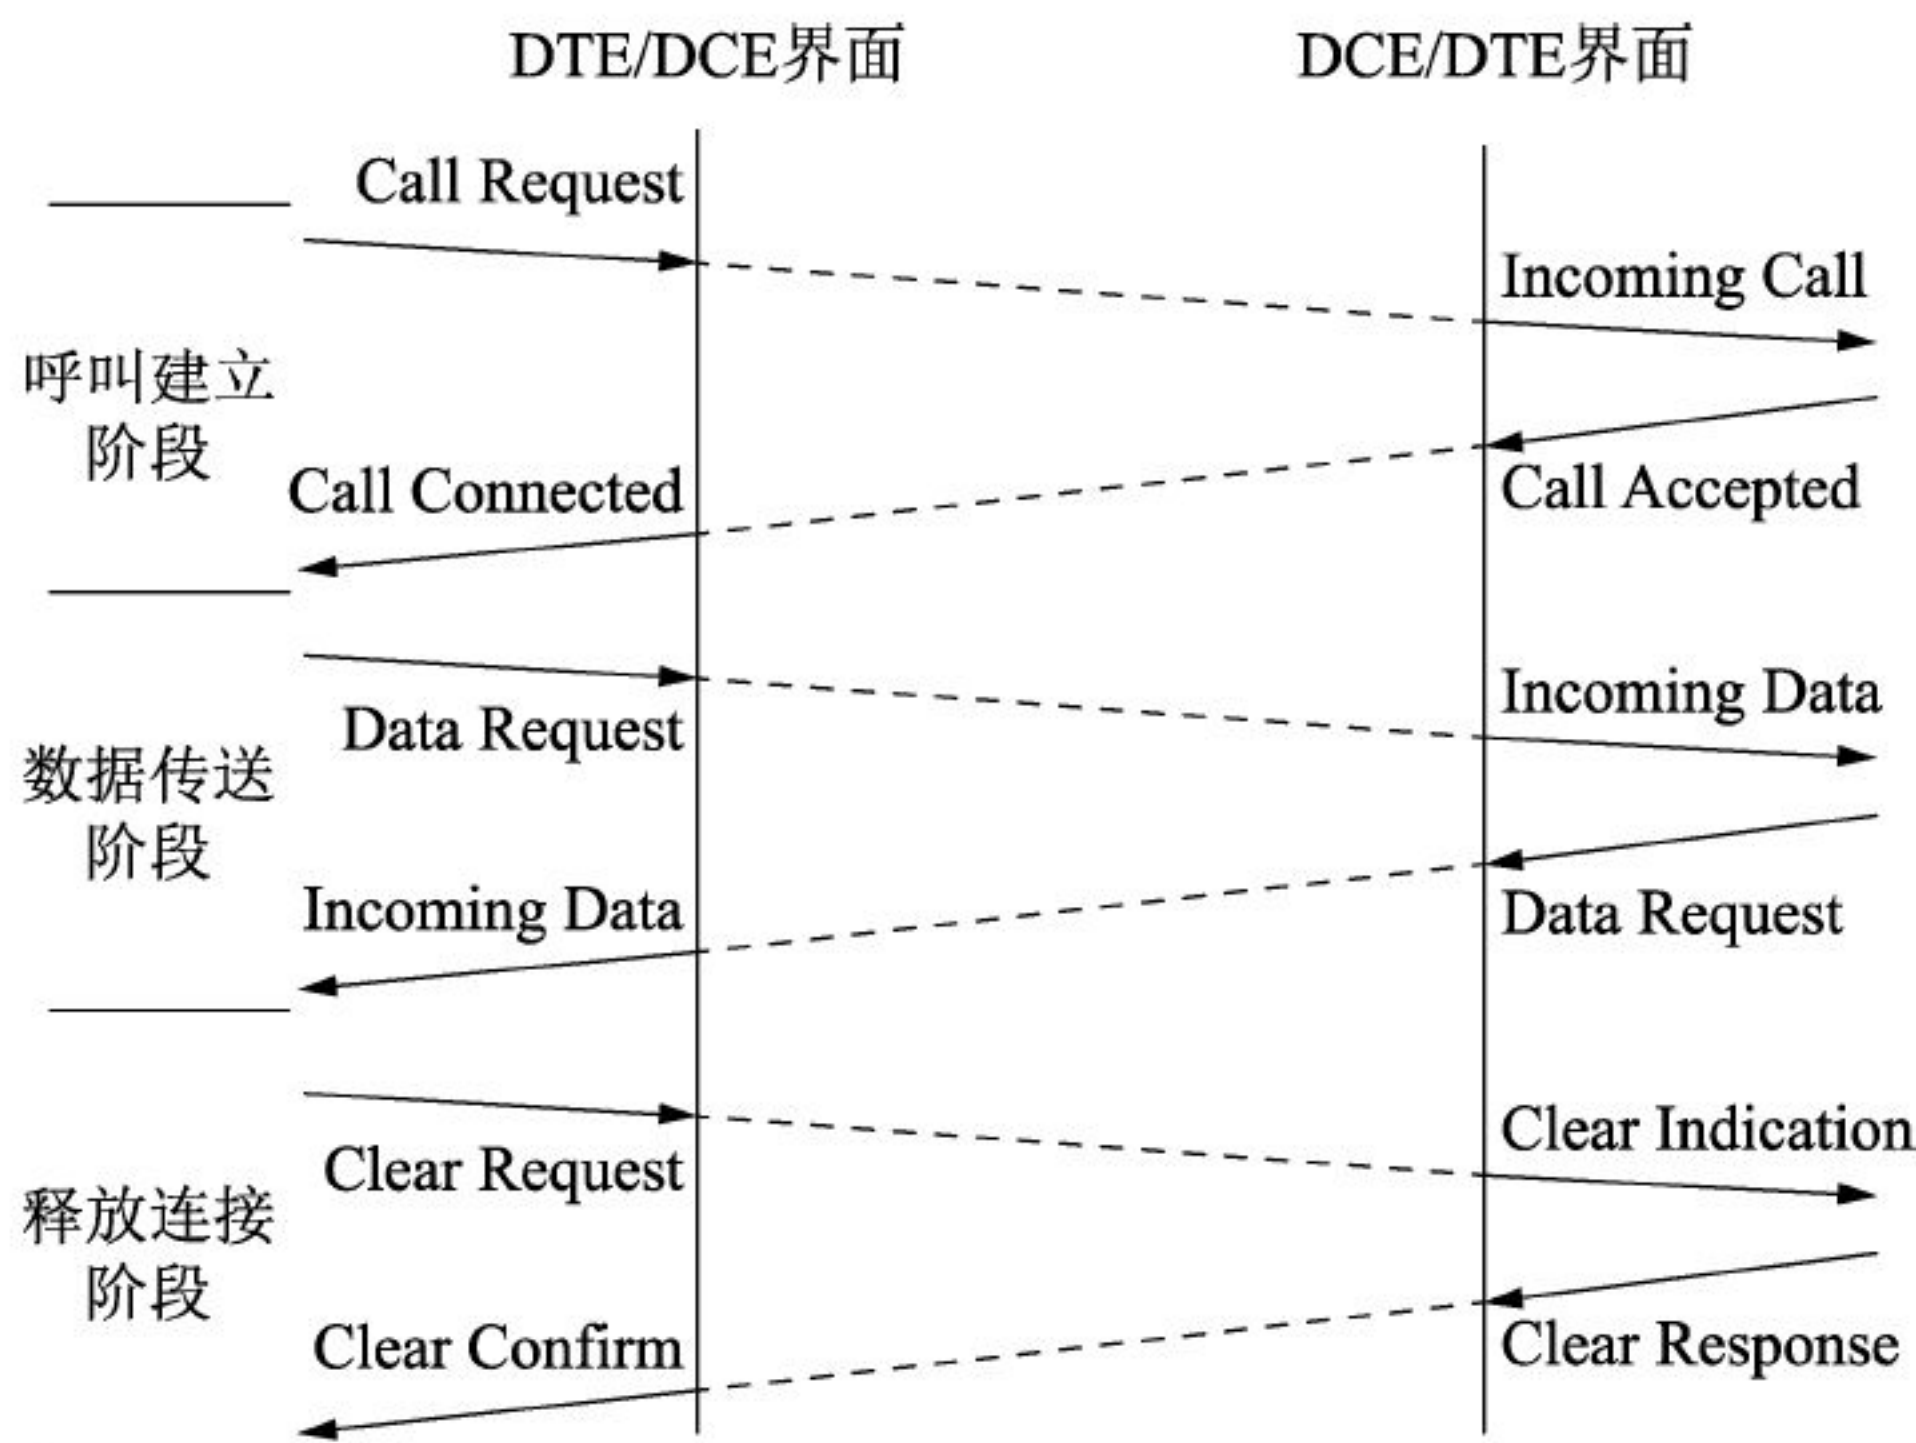 DTE/DCE界面
DCE/DTE界面
Call Request
Incoming Call
呼叫建立
阶段
Call Connected
Call Accepted
Data Request
Incoming Data
数据传送
阶段
Incoming Data
Data Request
Clear Request
Clear Indication
释放连接
阶段
Clear Confirm
Clear Response